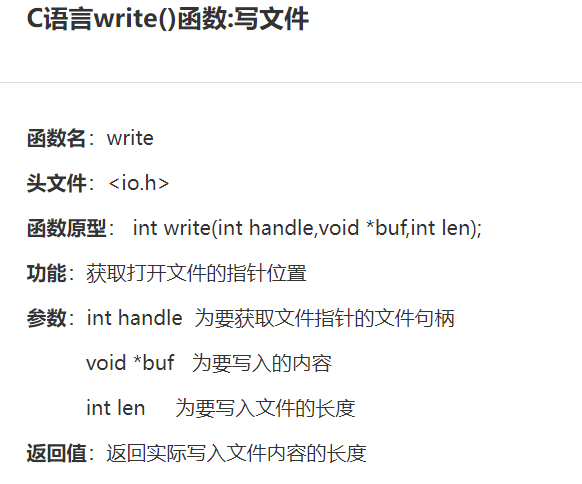 C语言write()函数:写文件
函数名：write
头文件：<io.h>
函数原型： int write(int handle,void *buf,int len);
功能：获取打开文件的指针位置
参数：int handle 为要获取文件指针的文件句柄
void *buf 为要写入的内容
int len 为要写入文件的长度
返回值：返回实际写入文件内容的长度